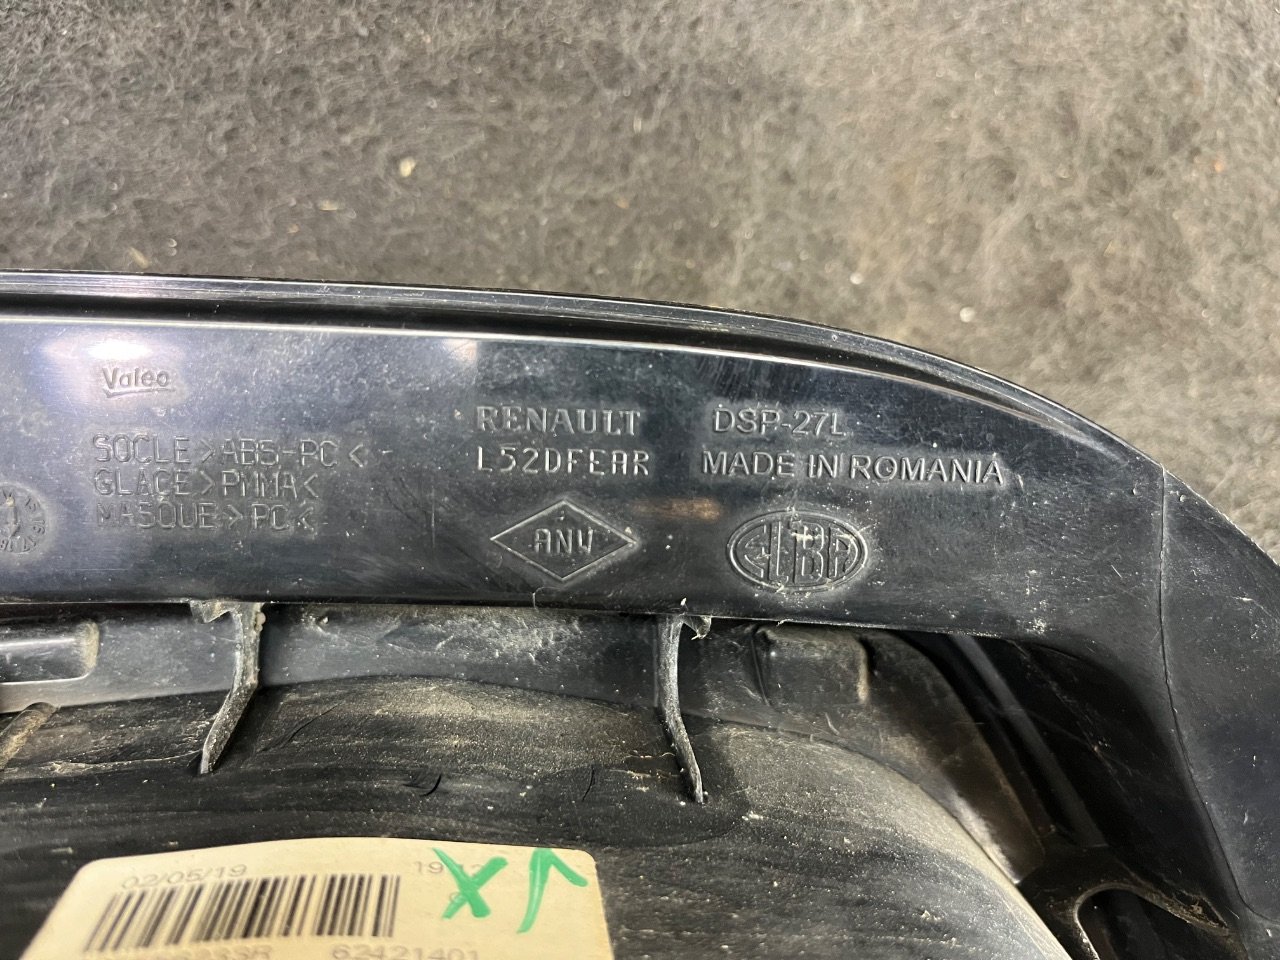 Valeo
SOCLE >ABS-PC<
GLACE >PMMA<
MASQUE >PC<
RENAULT
L52DFEAR
ANW
DSP-27L
MADE IN ROMANIA
ELBA
02/05/19
62421401